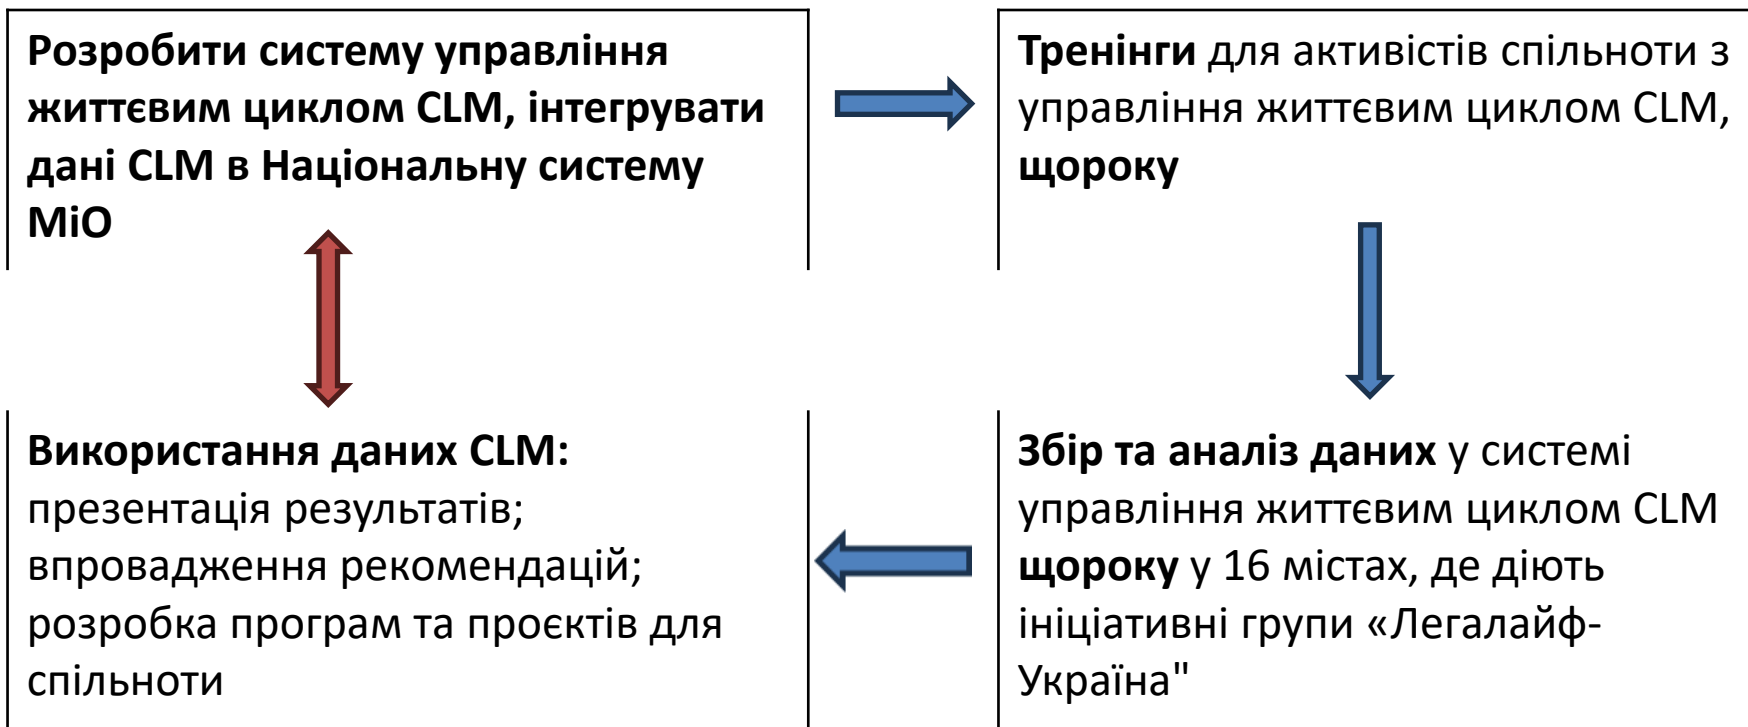 Розробити систему управління
життєвим циклом CLM, інтегрувати
дані CLM в Національну систему
МіО
Тренінги для активістів спільноти з
управління життєвим циклом CLM,
щороку
Використання даних CLM:
презентація результатів;
впровадження рекомендацій;
розробка програм та проєктів для
спільноти
Збір та аналіз даних у системі
управління життєвим циклом CLM
щороку у 16 містах, де діють
ініціативні групи «Легалайф-
Україна"